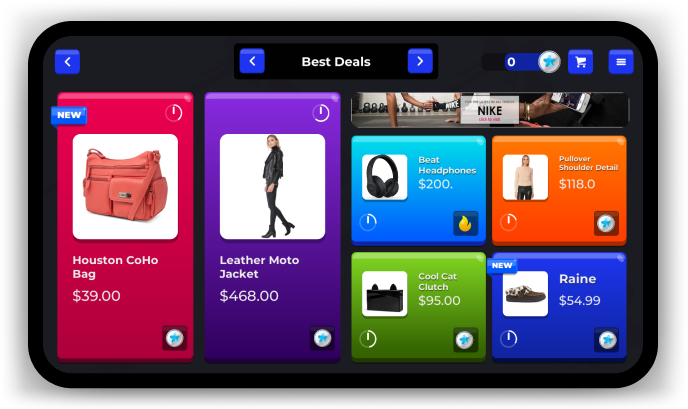 Best Deals
0
NEW
Houston CoHo
Bag
$39.00
Leather Moto
Jacket
$468.00
NIKE
NIKE
Beat
Headphones
$200.
Pullover
Shoulder Detail
$118.0
Cool Cat
Clutch
$95.00
NEW
Raine
$54.99